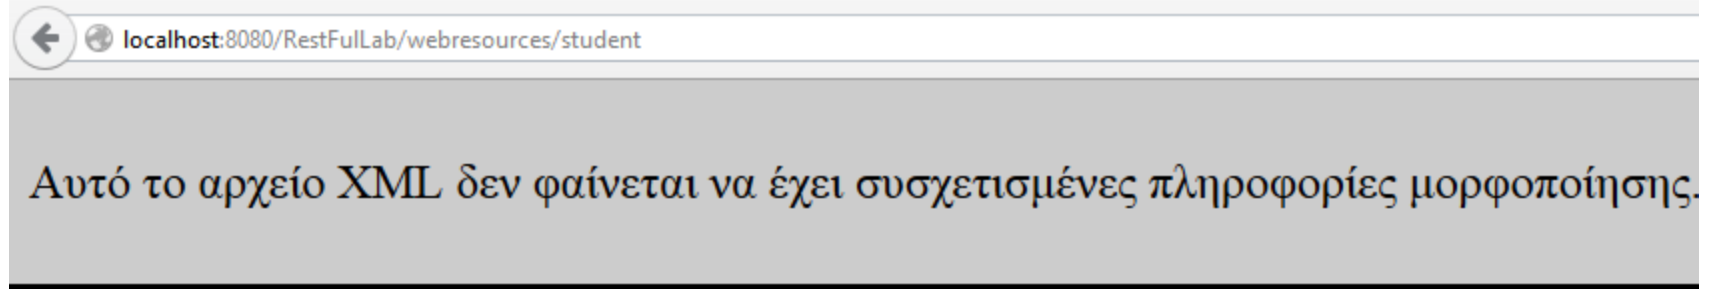 localhost:8080/RestFulLab/webresources/student
Αυτό το αρχείο XML δεν φαίνεται να έχει συσχετισμένες πληροφορίες μορφοποίησης.